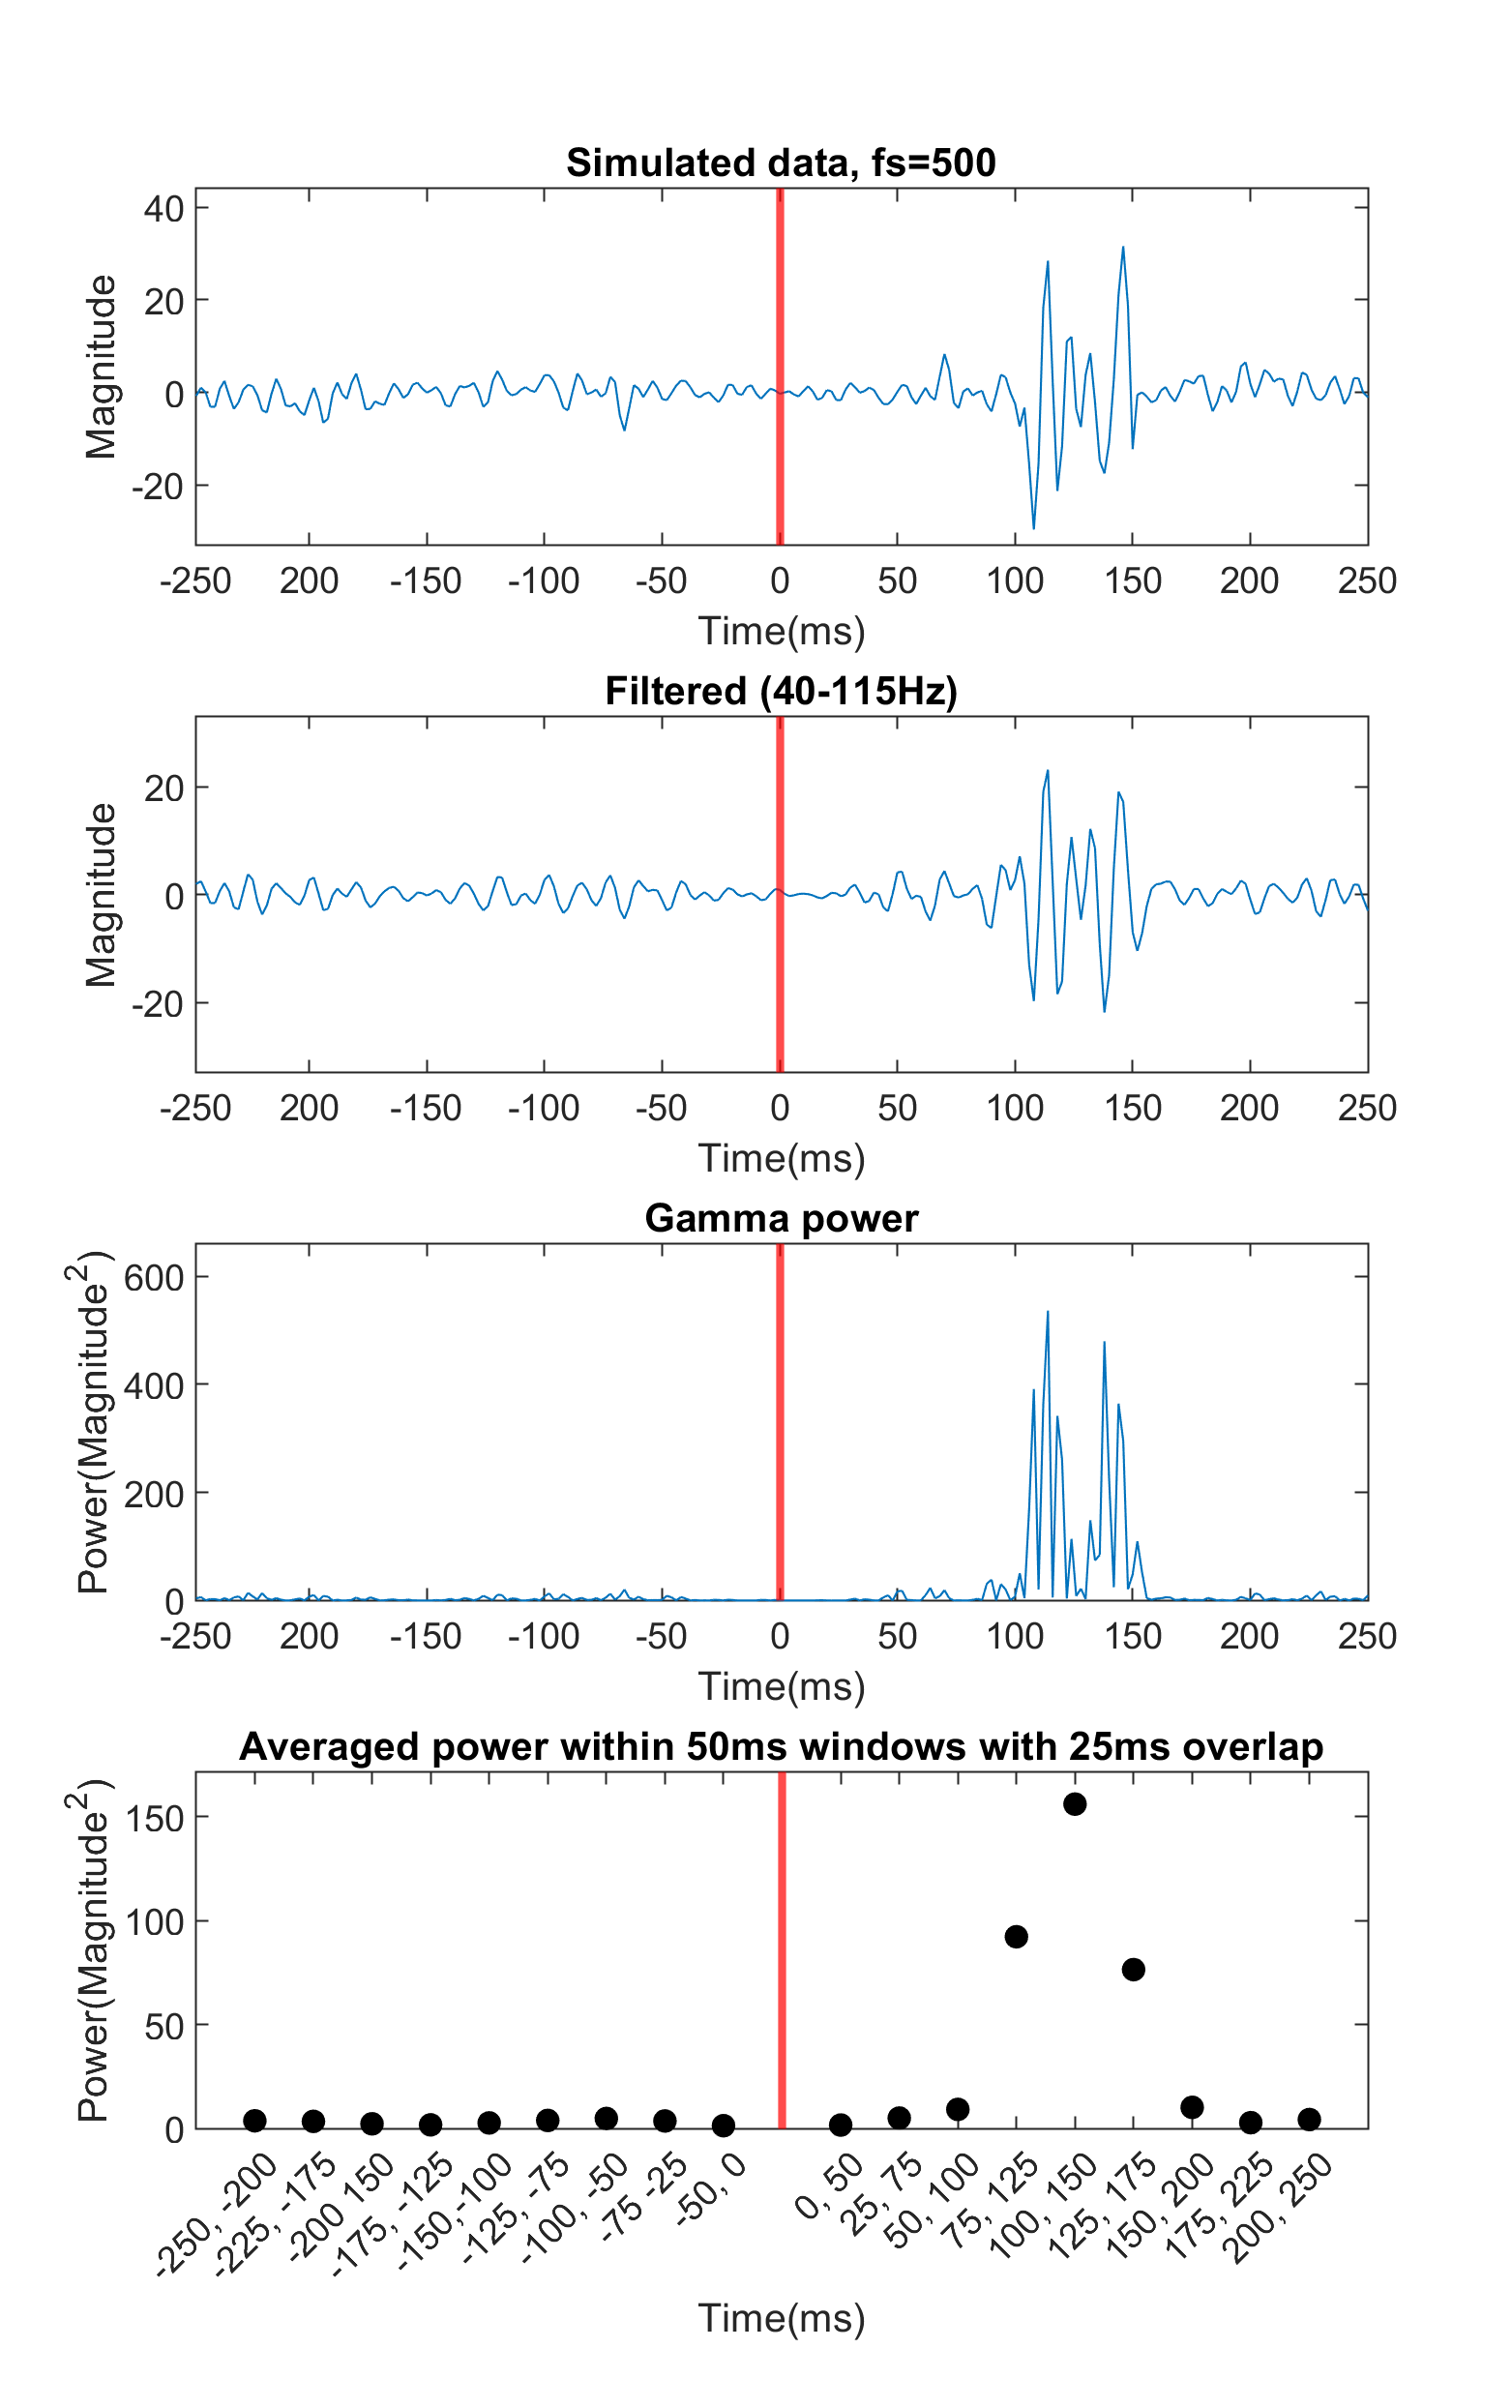 Simulated data, fs=500
Magnitude
40
20
0
-20
-250 200 -150 -100 -50 0 50 100 150 200 250
Time(ms)
Filtered (40-115Hz)
Magnitude
20
0
-20
-250 200 -150 -100 -50 0 50 100 150 200 250
Time(ms)
Gamma power
Power(Magnitude²)
600
400
200
0
-250 200 -150 -100 -50 0 50 100 150 200 250
Time(ms)
Averaged power within 50ms windows with 25ms overlap
Power(Magnitude²)
150
100
50
0
-250, -200
-225, -175
-200 150
-175, -125
-150, -100
-125, -75
-100, -50
-75 -25
-50, 0
0, 50
25, 75
50, 100
75, 125
100, 150
125, 175
150, 200
175, 225
200, 250
Time(ms)